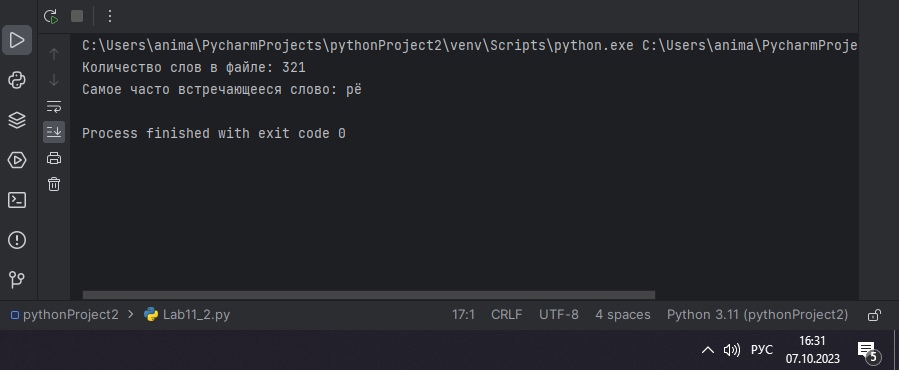 C:\Users\anima\PycharmProjects\pythonProject2\venv\Scripts\python.exe C:\Users\anima\PycharmProje
Количество слов в файле: 321
Самое часто встречающееся слово: рё
Process finished with exit code 0
pythonProject2 > Lab11_2.py 17:1 CRLF UTF-8 4 spaces Python 3.11 (pythonProject2)
16:31
РУС
07.10.2023
5